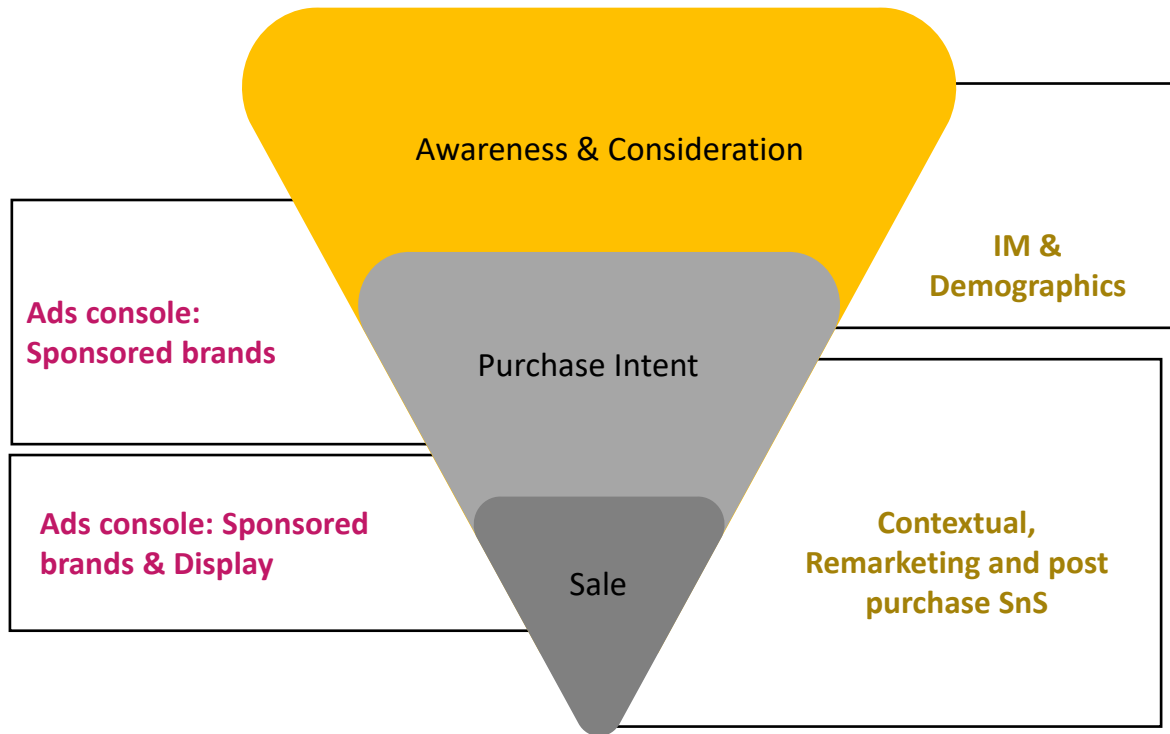 Awareness & Consideration
IM &
Demographics
Ads console:
Sponsored brands
Purchase Intent
Ads console: Sponsored
brands & Display
Sale
Contextual,
Remarketing and post
purchase SnS